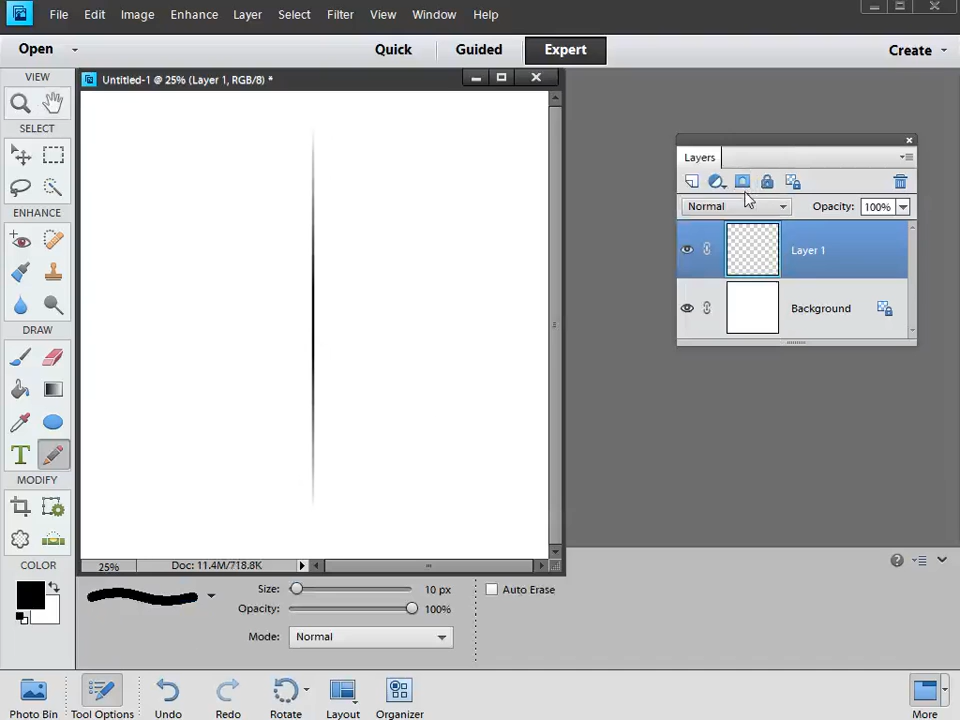 File Edit Image Enhance Layer Select Filter View Window Help
Open Quick Guided Expert Create
VIEW
Untitled-1 @ 25% (Layer 1, RGB/8) *
SELECT
Layers
Normal Opacity: 100%
ENHANCE
Layer 1
Background
DRAW
T
MODIFY
COLOR
25% Doc: 11.4M/718.8K
Size: 10 px
Auto Erase
Opacity: 100%
Mode: Normal
Photo Bin Tool Options Undo Redo Rotate Layout Organizer More